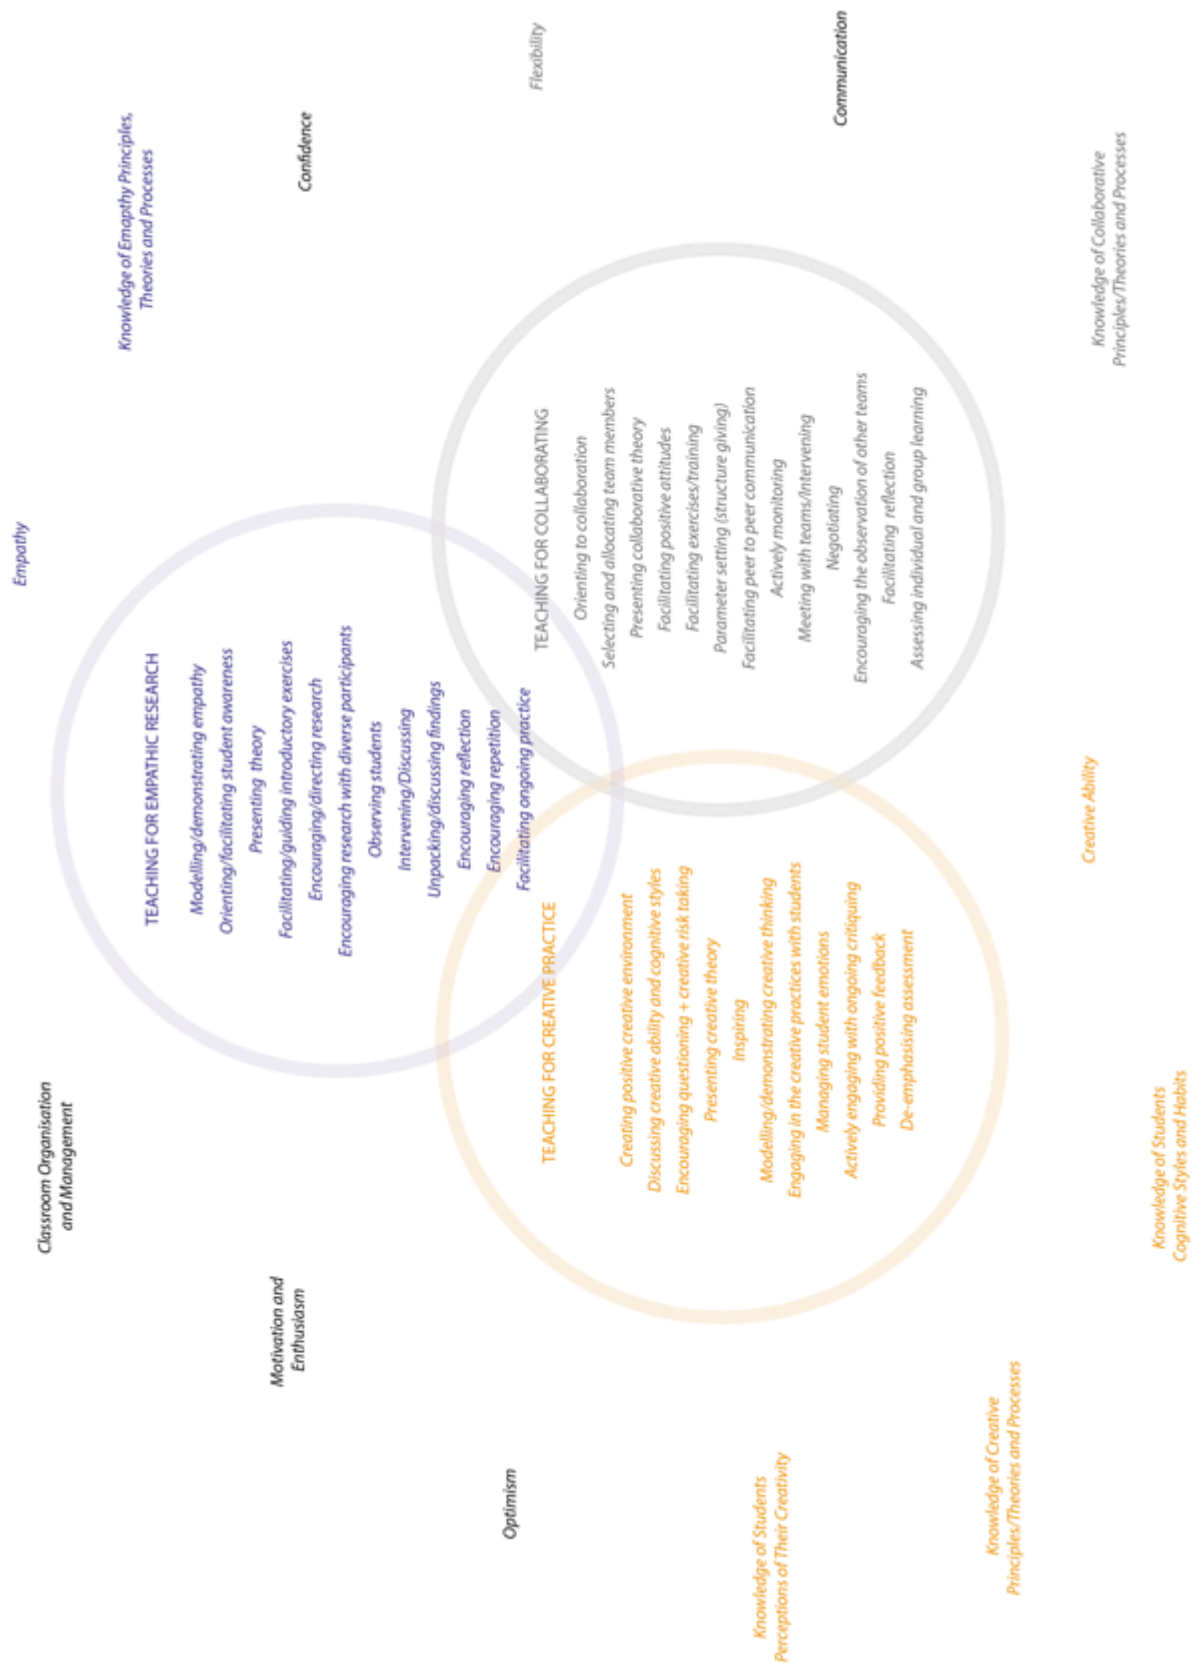 Empathy
Classroom Organisation
and Management
Knowledge of Emapthy Principles,
Theories and Processes
Motivation and
Enthusiasm
Confidence
TEACHING FOR EMPATHIC RESEARCH
Modelling/demonstrating empathy
Orienting/facilitating student awareness
Presenting theory
Facilitating/guiding introductory exercises
Encouraging/directing research
Encouraging research with diverse participants
Observing students
Intervening/Discussing
Unpacking/discussing findings
Encouraging reflection
Encouraging repetition
Facilitating ongoing practice
Optimism
Flexibility
TEACHING FOR CREATIVE PRACTICE
Creating positive creative environment
Discussing creative ability and cognitive styles
Encouraging questioning + creative risk taking
Presenting creative theory
Inspiring
Modelling/demonstrating creative thinking
Engaging in the creative practices with students
Managing student emotions
Actively engaging with ongoing critiquing
Providing positive feedback
De-emphasising assessment
TEACHING FOR COLLABORATING
Orienting to collaboration
Selecting and allocating team members
Presenting collaborative theory
Facilitating positive attitudes
Facilitating exercises/training
Parameter setting (structure giving)
Facilitating peer to peer communication
Actively monitoring
Meeting with teams/Intervening
Negotiating
Encouraging the observation of other teams
Facilitating reflection
Assessing individual and group learning
Knowledge of Students
Perceptions of Their Creativity
Communication
Knowledge of Creative
Principles/Theories and Processes
Creative Ability
Knowledge of Collaborative
Principles/Theories and Processes
Knowledge of Students
Cognitive Styles and Habits